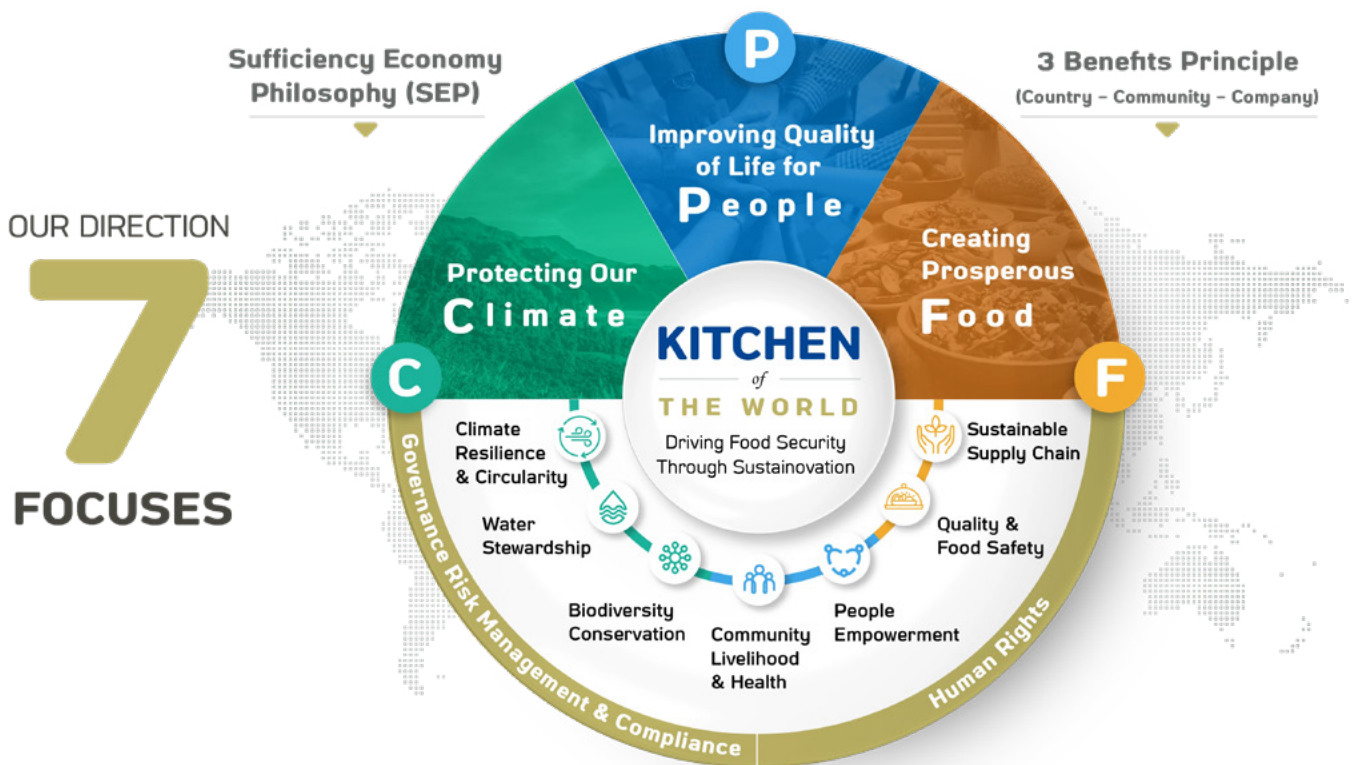 Sufficiency Economy
Philosophy (SEP)
3 Benefits Principle
(Country – Community – Company)
OUR DIRECTION
7
FOCUSES
C
P
F
Protecting Our
Climate
Improving Quality
of Life for
People
Creating
Prosperous
Food
KITCHEN
of
THE WORLD
Driving Food Security
Through Sustainovation
Climate
Resilience
& Circularity
Water
Stewardship
Biodiversity
Conservation
Community
Livelihood
& Health
People
Empowerment
Quality &
Food Safety
Sustainable
Supply Chain
Governance Risk Management & Compliance
Human Rights